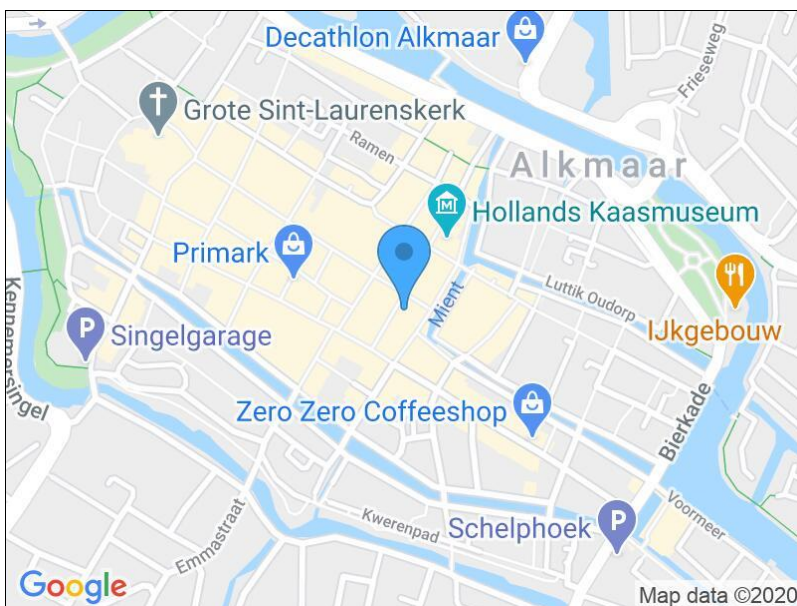 Decathlon Alkmaar
Frieseweg
Grote Sint-Laurenskerk
Ramen
Alkmaar
M
Hollands Kaasmuseum
Primark
Mient
Luttik Oudorp
Kennemersingel
P
Singelgarage
IJkgebouw
Zero Zero Coffeeshop
Bierkade
Voormeer
Kwerenpad
Schelphoek
P
Emmastraat
Google
Map data ©2020